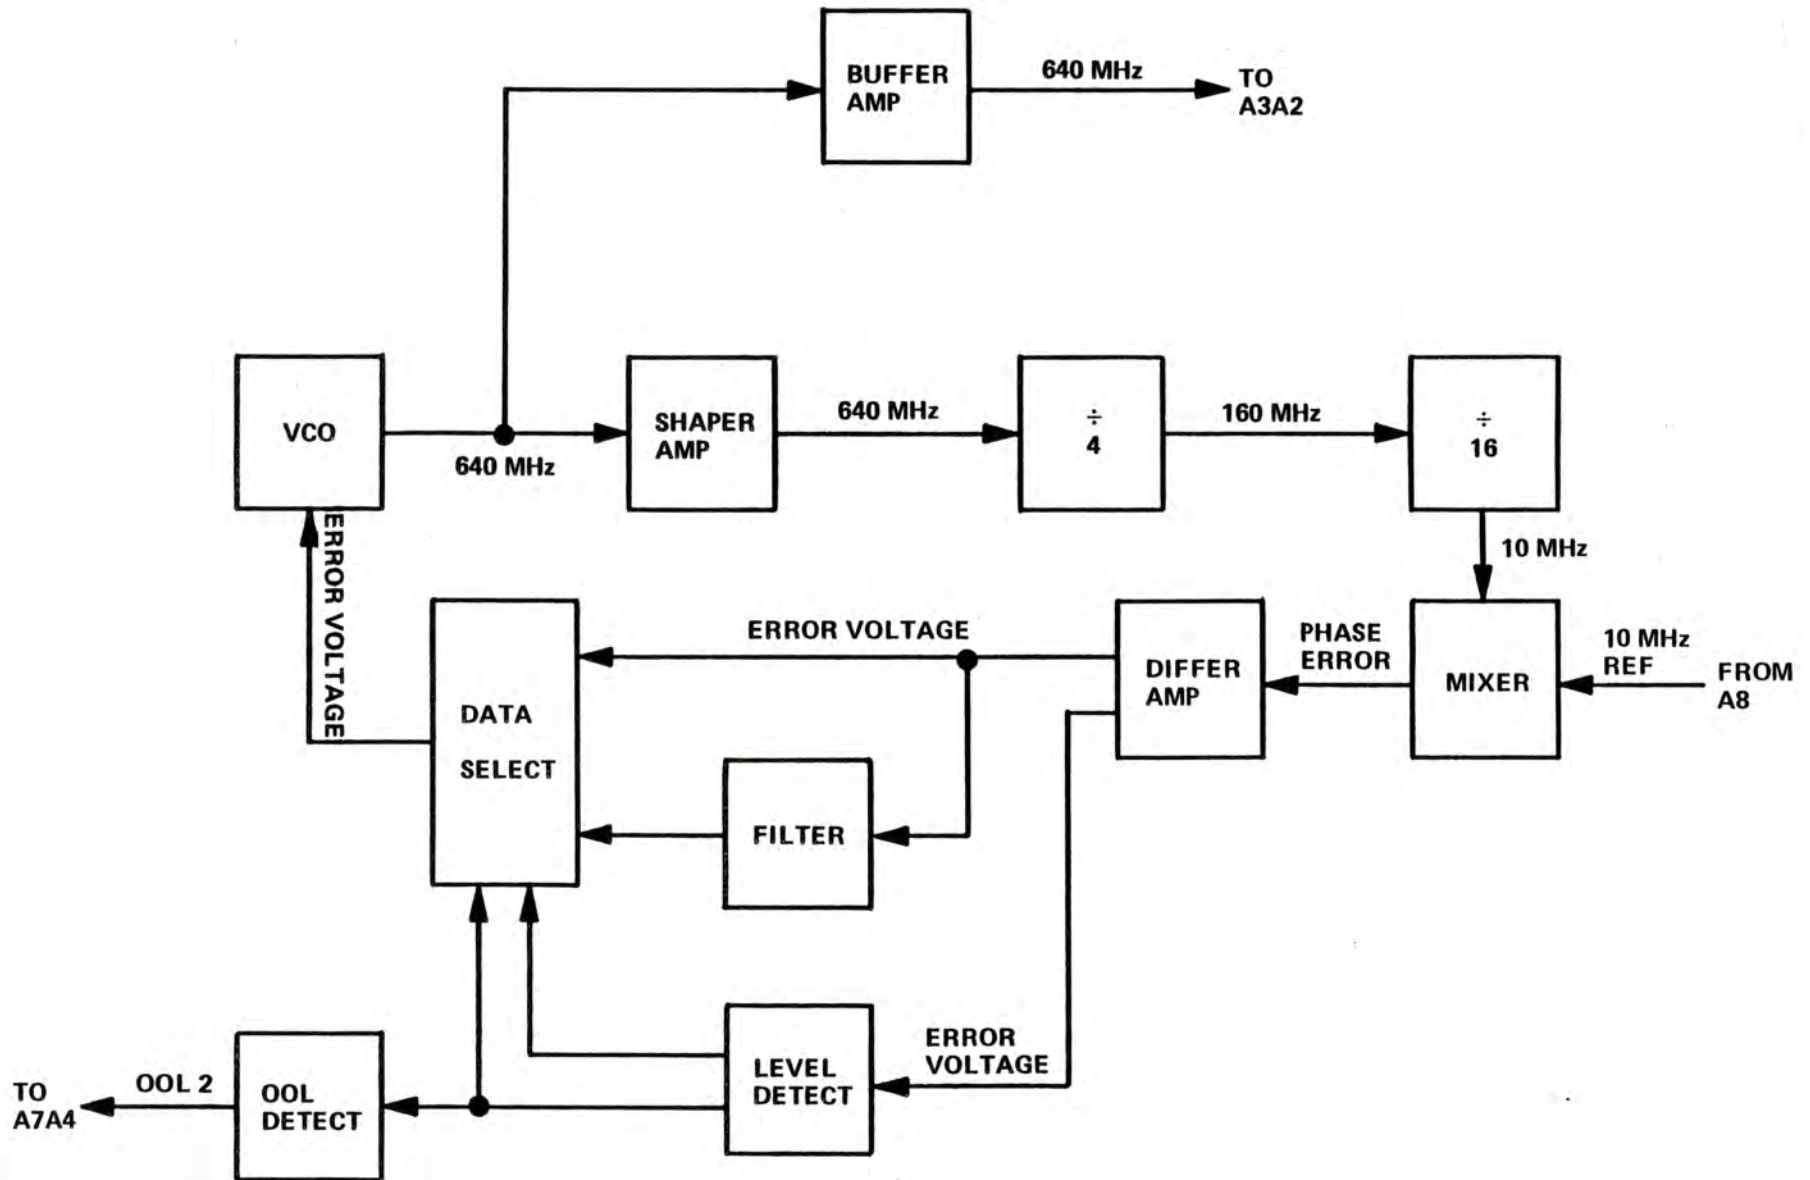 BUFFER
AMP
640 MHz
TO
A3A2
VCO
640 MHz
SHAPER
AMP
640 MHz
÷
4
160 MHz
÷
16
10 MHz
ERROR VOLTAGE
DATA
SELECT
ERROR VOLTAGE
DIFFER
AMP
PHASE
ERROR
MIXER
10 MHz
REF
FROM
A8
FILTER
LEVEL
DETECT
ERROR
VOLTAGE
OOL
DETECT
OOL 2
TO
A7A4